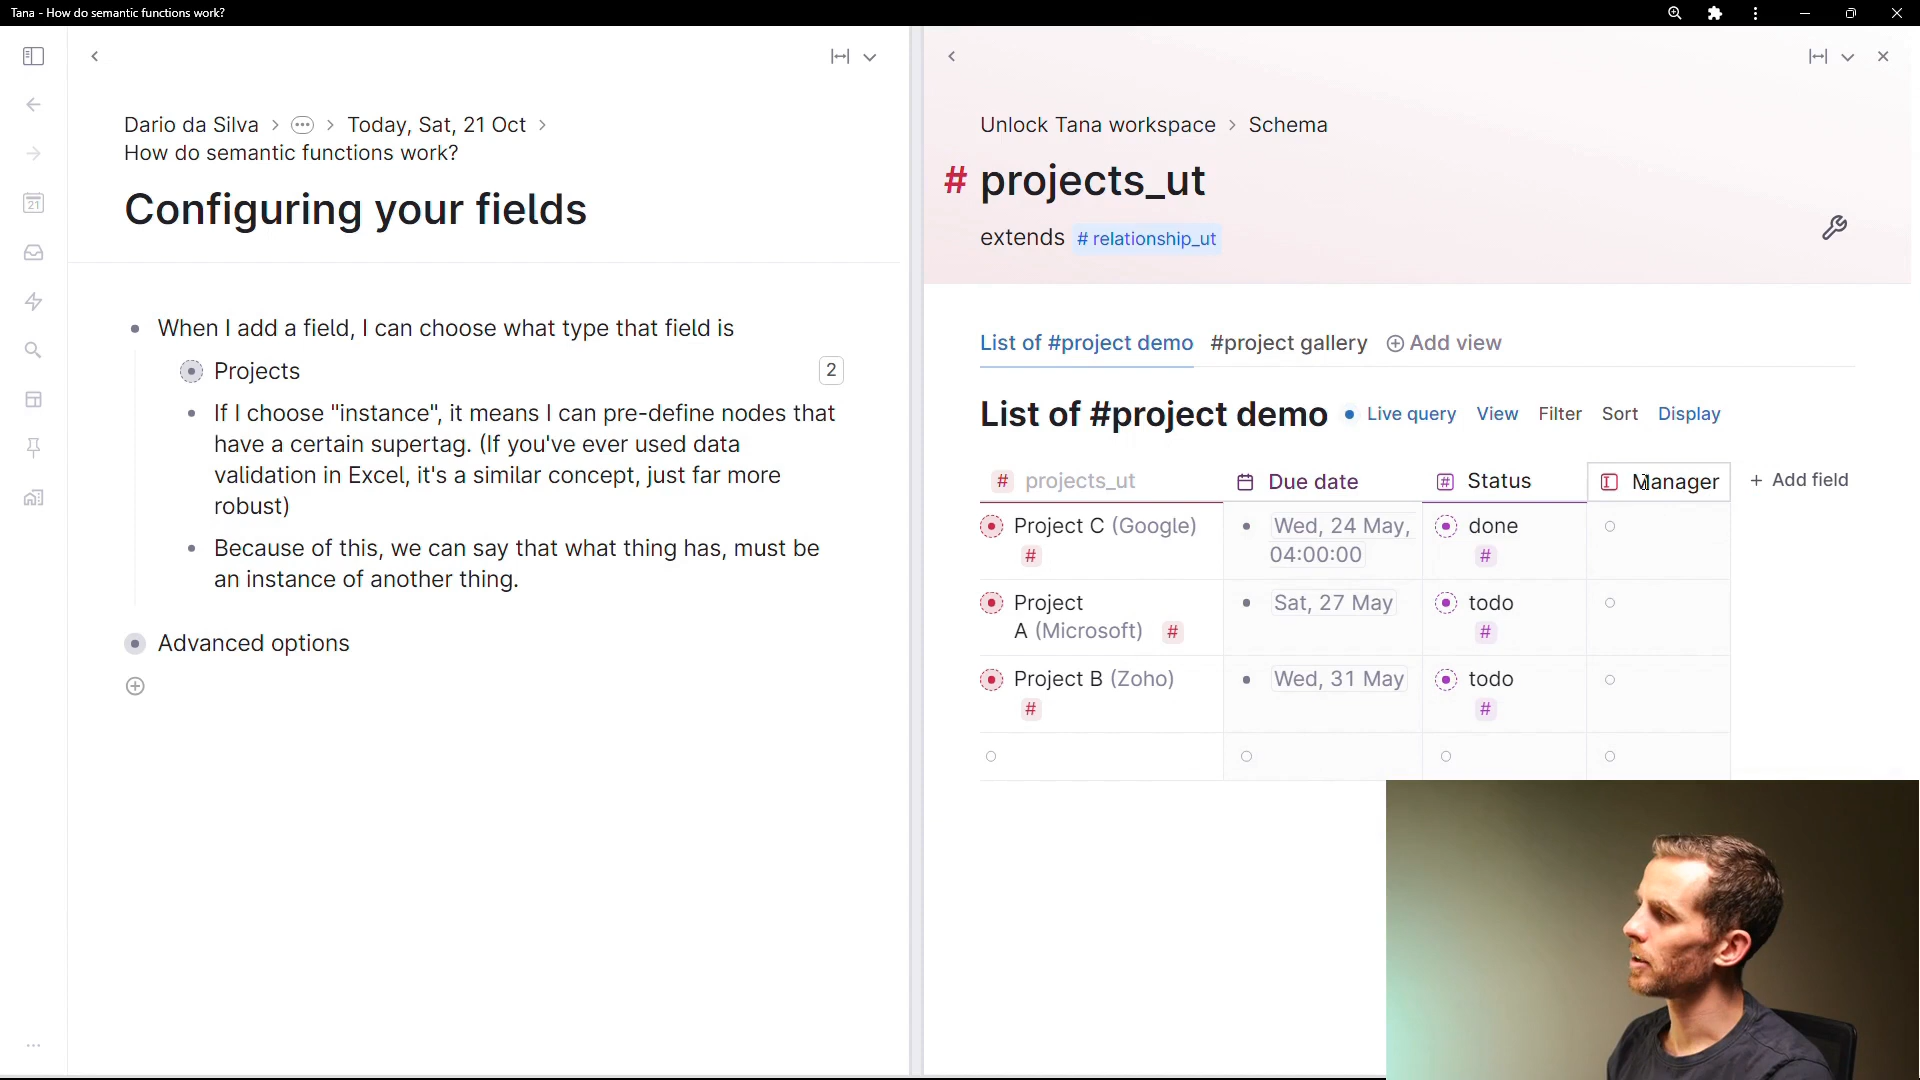 Tana - How do semantic functions work?
21
Dario da Silva > ... > Today, Sat, 21 Oct >
How do semantic functions work?
Configuring your fields
When I add a field, I can choose what type that field is
Projects
2
If I choose "instance", it means I can pre-define nodes that
have a certain supertag. (If you've ever used data
validation in Excel, it's a similar concept, just far more
robust)
Because of this, we can say that what thing has, must be
an instance of another thing.
Advanced options
Unlock Tana workspace > Schema
# projects_ut
extends # relationship_ut
List of #project demo #project gallery Add view
List of #project demo Live query View Filter Sort Display
# projects_ut Due date # Status Manager + Add field
Project C (Google) Wed, 24 May, done
# 04:00:00 #
Project Sat, 27 May todo
A (Microsoft) # #
Project B (Zoho) Wed, 31 May todo
# #